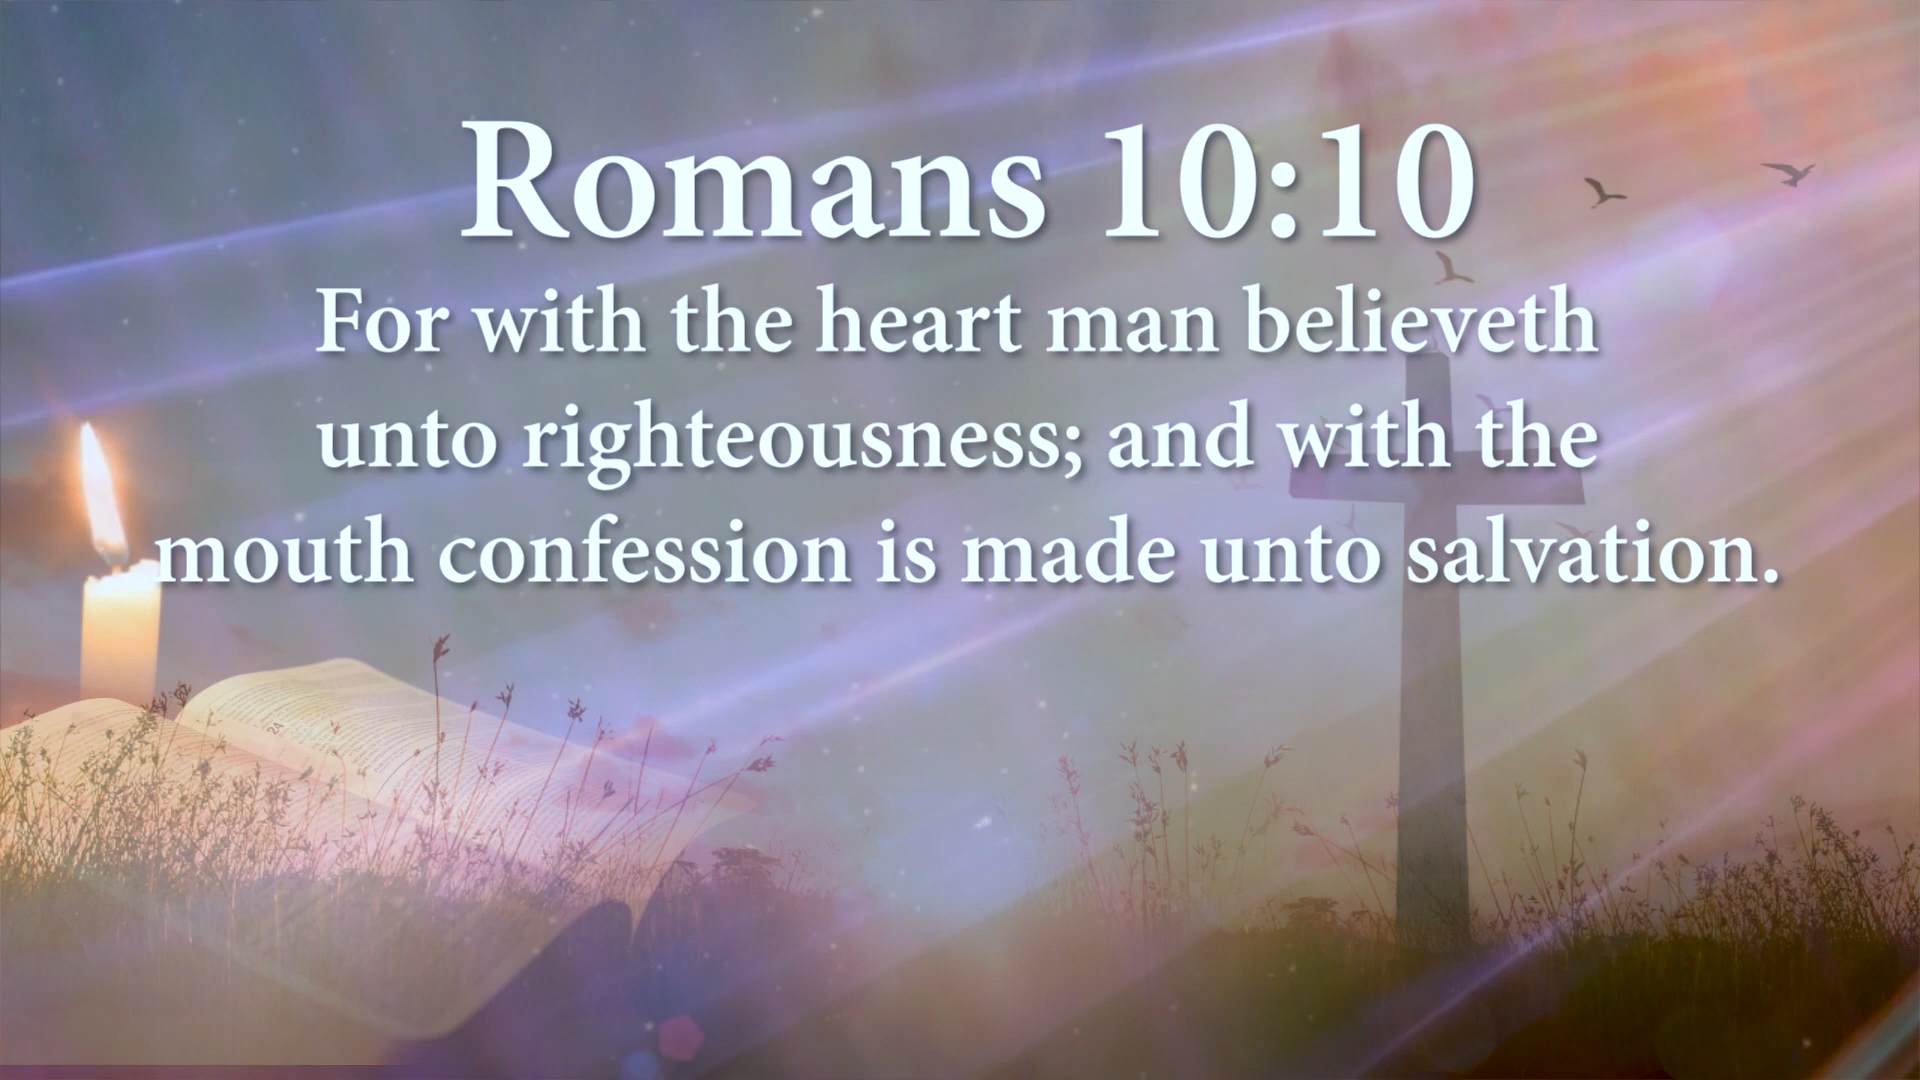 Romans 10:10
For with the heart man believeth
unto righteousness; and with the
mouth confession is made unto salvation.